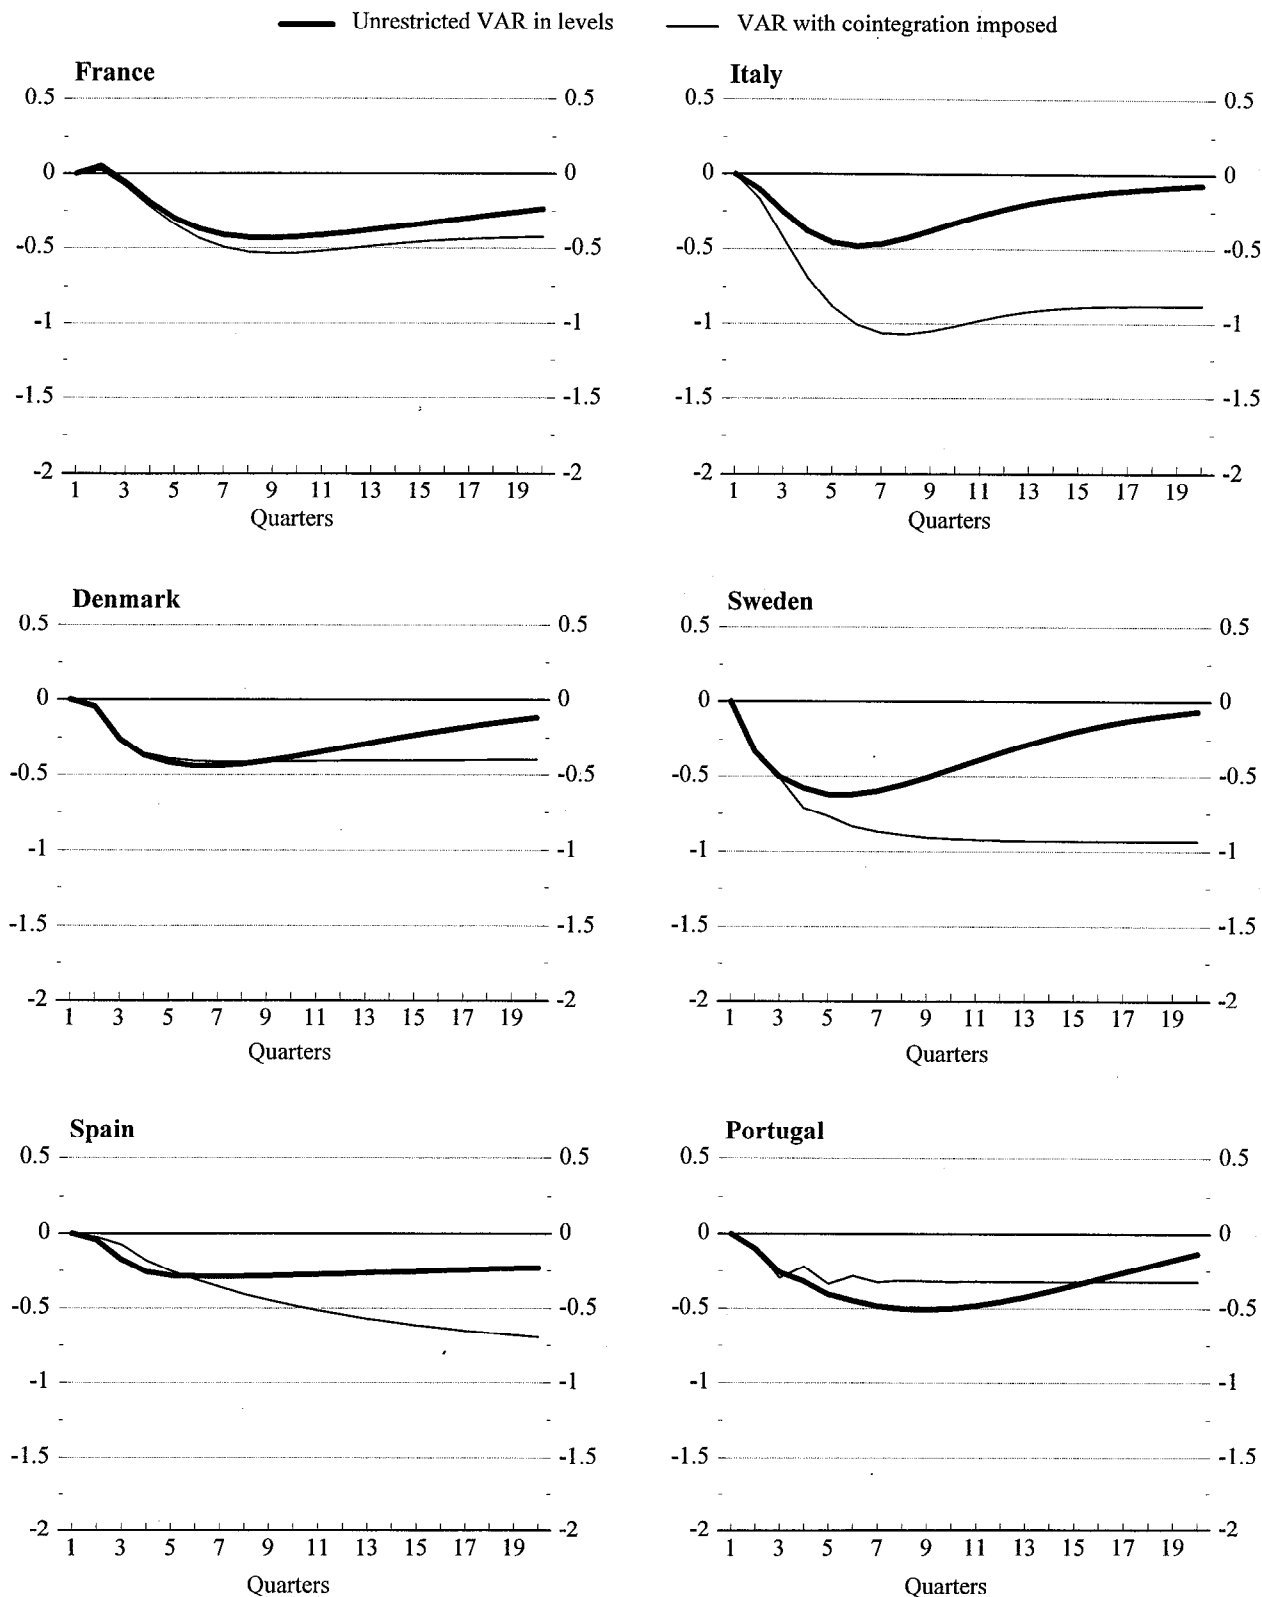 Unrestricted VAR in levels VAR with cointegration imposed
France Italy
0.5 0.5 0.5 0.5
0 0 0 0
-0.5 -0.5 -0.5 -0.5
-1 -1 -1 -1
-1.5 -1.5 -1.5 -1.5
-2 -2 -2 -2
1 3 5 7 9 11 13 15 17 19 1 3 5 7 9 11 13 15 17 19
Quarters Quarters
Denmark Sweden
0.5 0.5 0.5 0.5
0 0 0 0
-0.5 -0.5 -0.5 -0.5
-1 -1 -1 -1
-1.5 -1.5 -1.5 -1.5
-2 -2 -2 -2
1 3 5 7 9 11 13 15 17 19 1 3 5 7 9 11 13 15 17 19
Quarters Quarters
Spain Portugal
0.5 0.5 0.5 0.5
0 0 0 0
-0.5 -0.5 -0.5 -0.5
-1 -1 -1 -1
-1.5 -1.5 -1.5 -1.5
-2 -2 -2 -2
1 3 5 7 9 11 13 15 17 19 1 3 5 7 9 11 13 15 17 19
Quarters Quarters